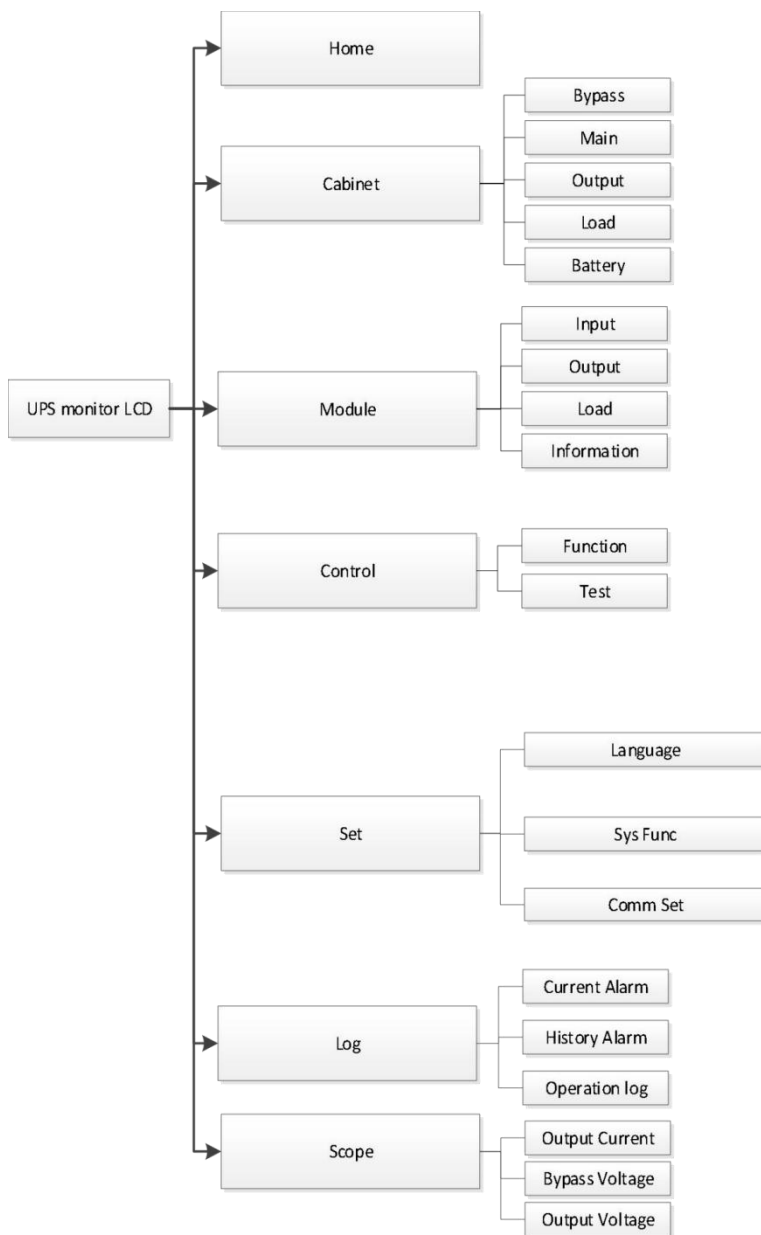 Home
Cabinet
Bypass
Main
Output
Load
Battery
UPS monitor LCD
Module
Input
Output
Load
Information
Control
Function
Test
Set
Language
Sys Func
Comm Set
Log
Current Alarm
History Alarm
Operation log
Scope
Output Current
Bypass Voltage
Output Voltage